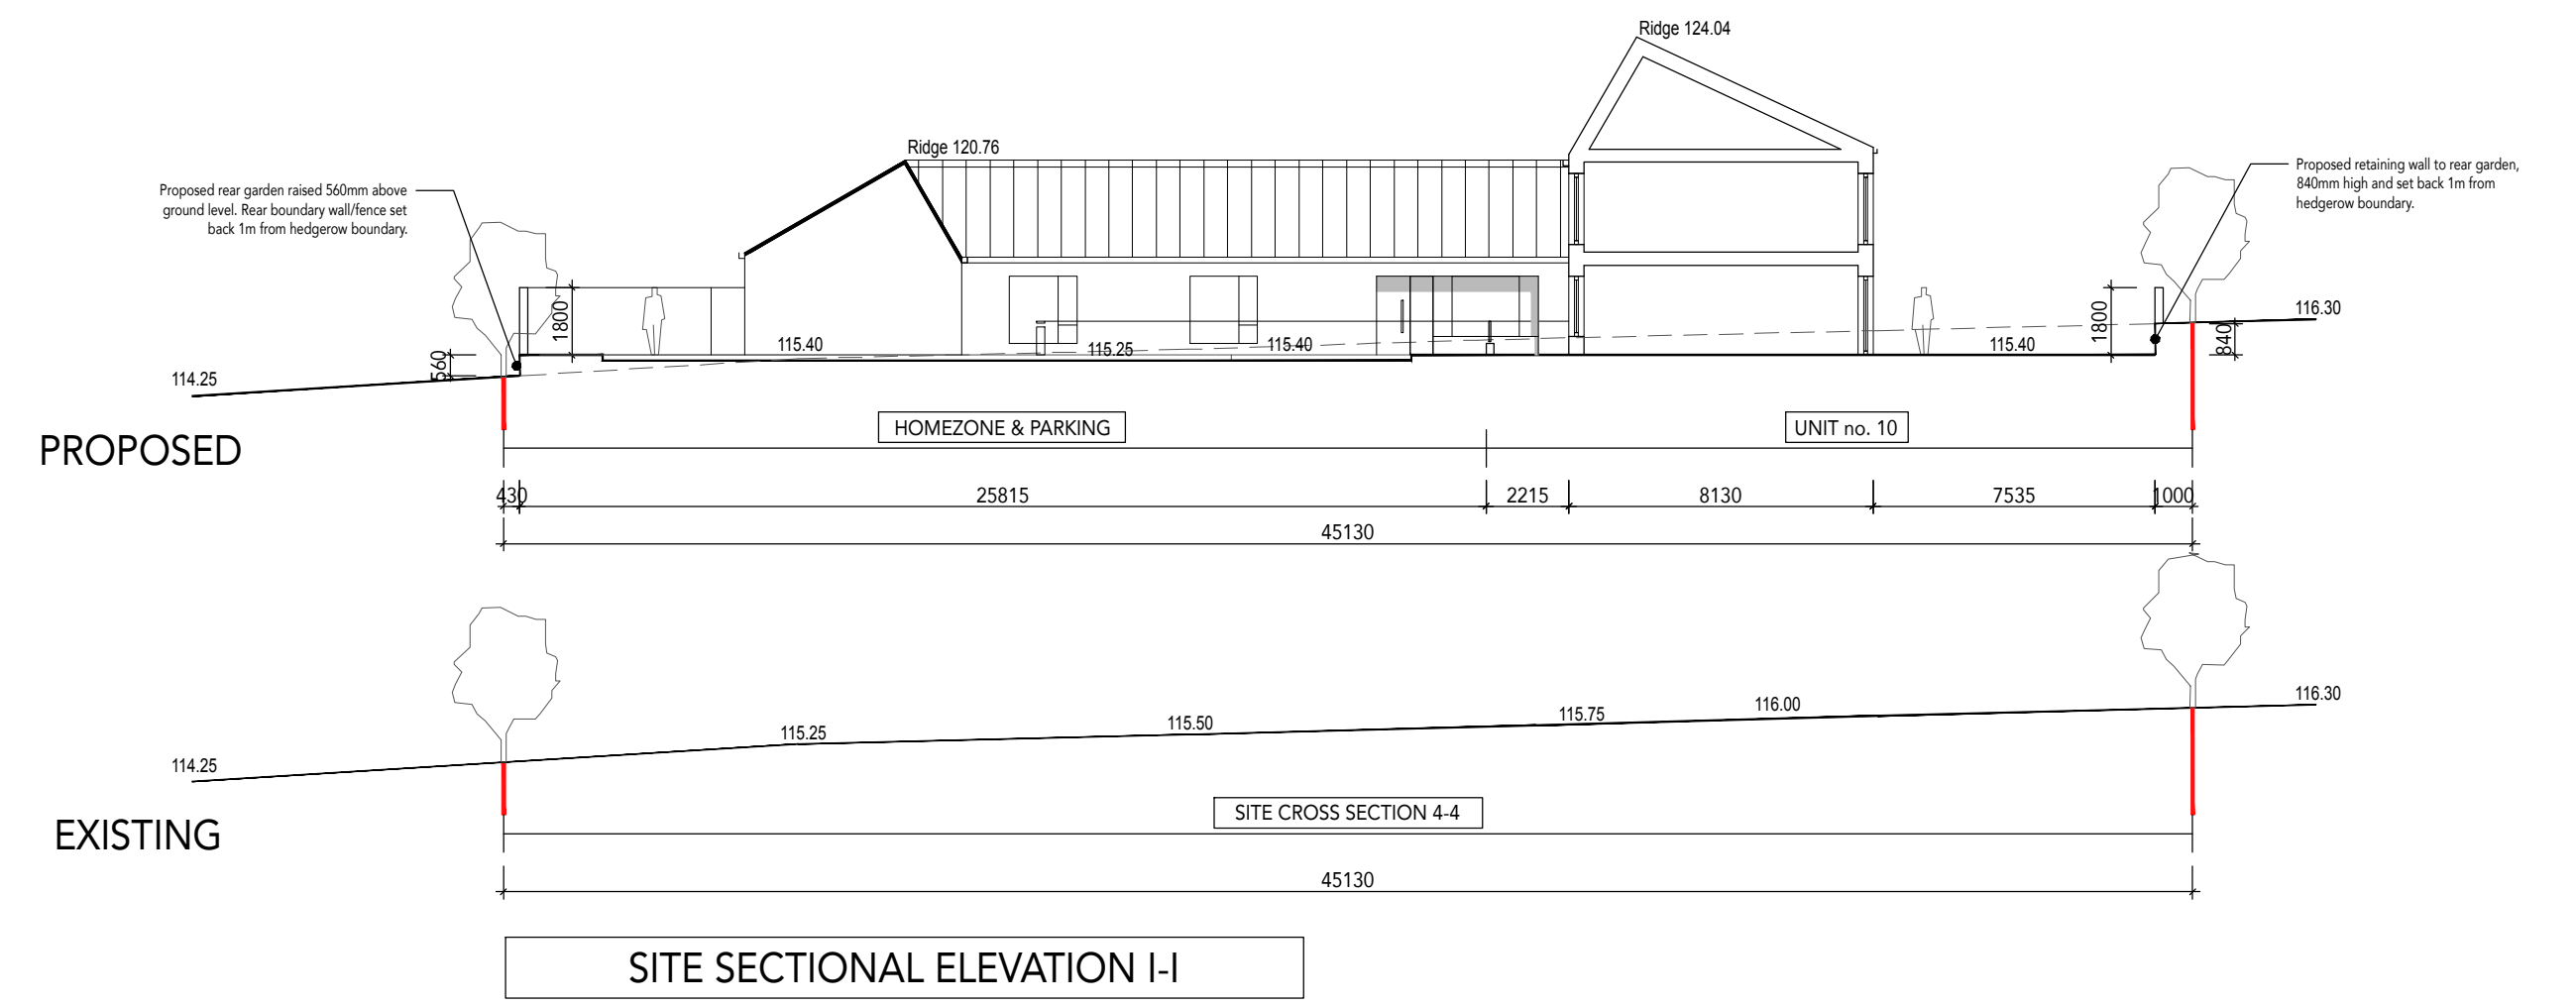 Ridge 124.04
Ridge 120.76
Proposed rear garden raised 560mm above
ground level. Rear boundary wall/fence set
back 1m from hedgerow boundary.
Proposed retaining wall to rear garden,
840mm high and set back 1m from
hedgerow boundary.
1800
1800
116.30
560
115.40
115.25
115.40
115.40
840
114.25
PROPOSED
HOMEZONE & PARKING
UNIT no. 10
430
25815
2215
8130
7535
1000
45130
116.30
116.00
115.75
115.50
115.25
114.25
EXISTING
SITE CROSS SECTION 4-4
45130
SITE SECTIONAL ELEVATION I-I